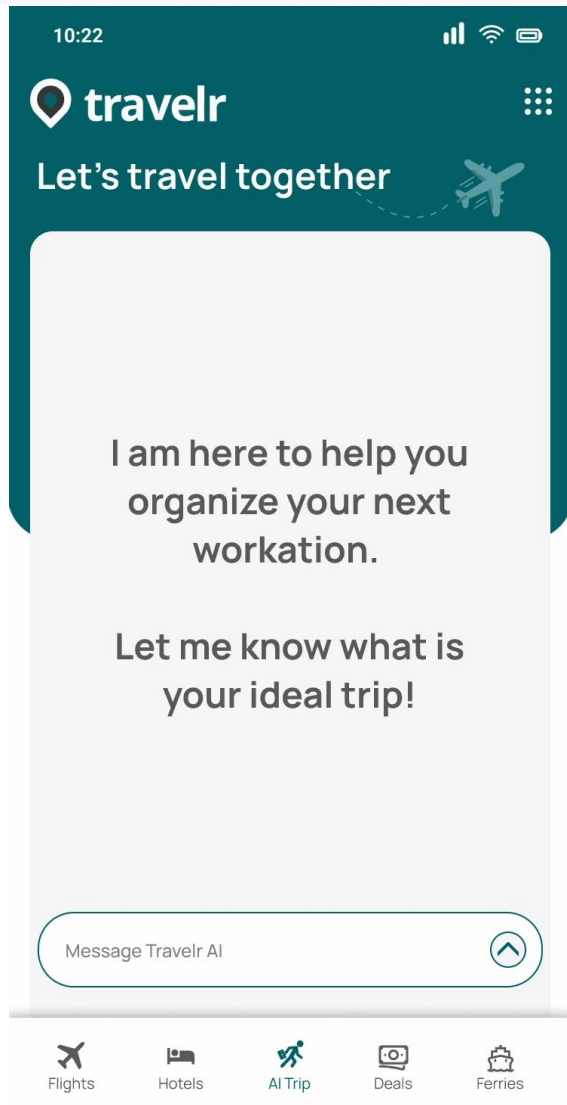 10:22
travelr
Let's travel together
I am here to help you
organize your next
workation.
Let me know what is
your ideal trip!
Message Travelr AI
Flights
Hotels
AI Trip
Deals
Ferries